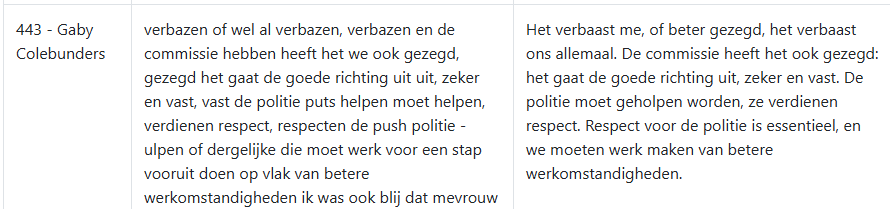 443 - Gaby
Colebunders
verbazen of wel al verbazen, verbazen en de
commissie hebben heeft het we ook gezegd,
gezegd het gaat de goede richting uit uit, zeker
en vast, vast de politie puts helpen moet helpen,
verdienen respect, respecten de push politie -
ulpen of dergelijke die moet werk voor een stap
vooruit doen op vlak van betere
werkomstandigheden ik was ook blij dat mevrouw
Het verbaast me, of beter gezegd, het verbaast
ons allemaal. De commissie heeft het ook gezegd:
het gaat de goede richting uit, zeker en vast. De
politie moet geholpen worden, ze verdienen
respect. Respect voor de politie is essentieel, en
we moeten werk maken van betere
werkomstandigheden.